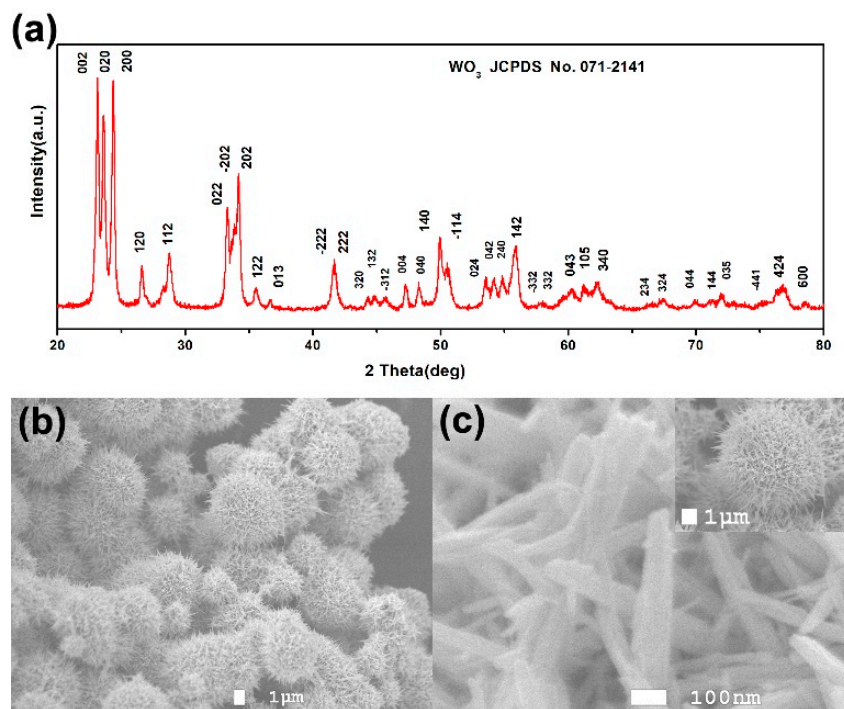 (a)
WO3 JCPDS No. 071-2141
Intensity(a.u.)
002 020 200
120
112
022 -202 202
122
013
-222 222
320
132
-312
004
040
140
-114
024
042
240
142
-332
332
043
105
340
234
324
044
144
035
-441
424
600
20 30 40 50 60 70 80
2 Theta(deg)
(b)
1μm
(c)
1μm
100nm